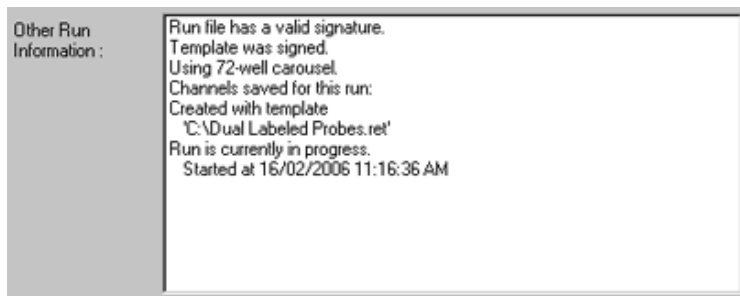 Other Run
Information :
Run file has a valid signature.
Template was signed.
Using 72-well carousel.
Channels saved for this run:
Created with template
'C:\Dual Labeled Probes.ret'
Run is currently in progress.
Started at 16/02/2006 11:16:36 AM